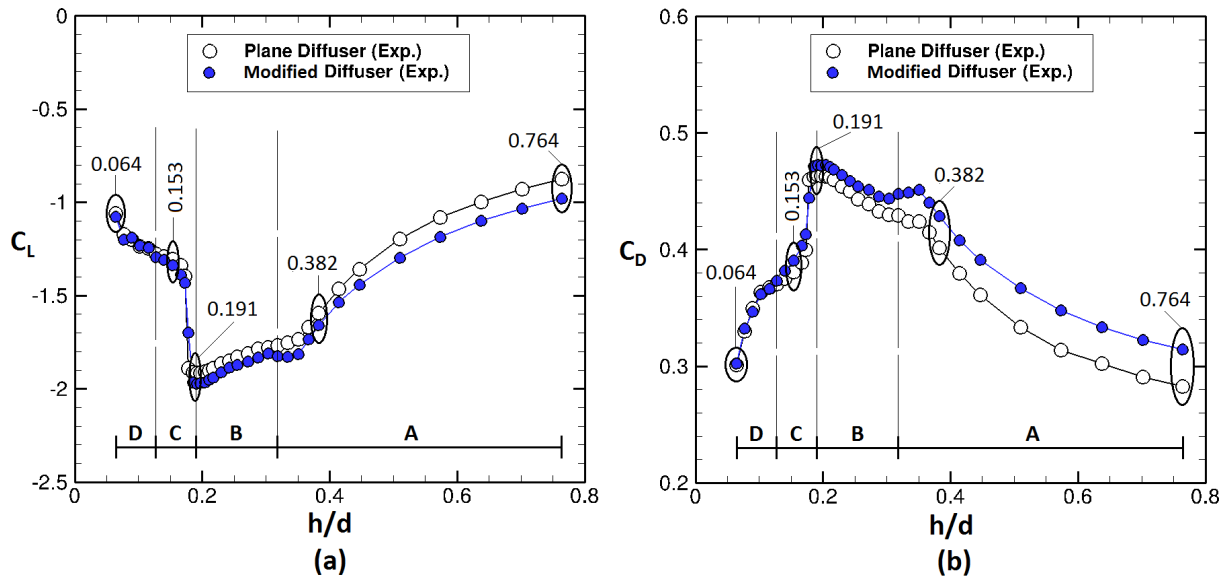 0
-0.5
-1
-1.5
-2
-2.5
C_L
Plane Diffuser (Exp.)
Modified Diffuser (Exp.)
0.064
0.153
0.191
0.382
0.764
D
C
B
A
0
0.2
0.4
0.6
0.8
h/d
(a)
0.6
0.5
0.4
0.3
0.2
C_D
Plane Diffuser (Exp.)
Modified Diffuser (Exp.)
0.191
0.153
0.382
0.064
0.764
D
C
B
A
0
0.2
0.4
0.6
0.8
h/d
(b)